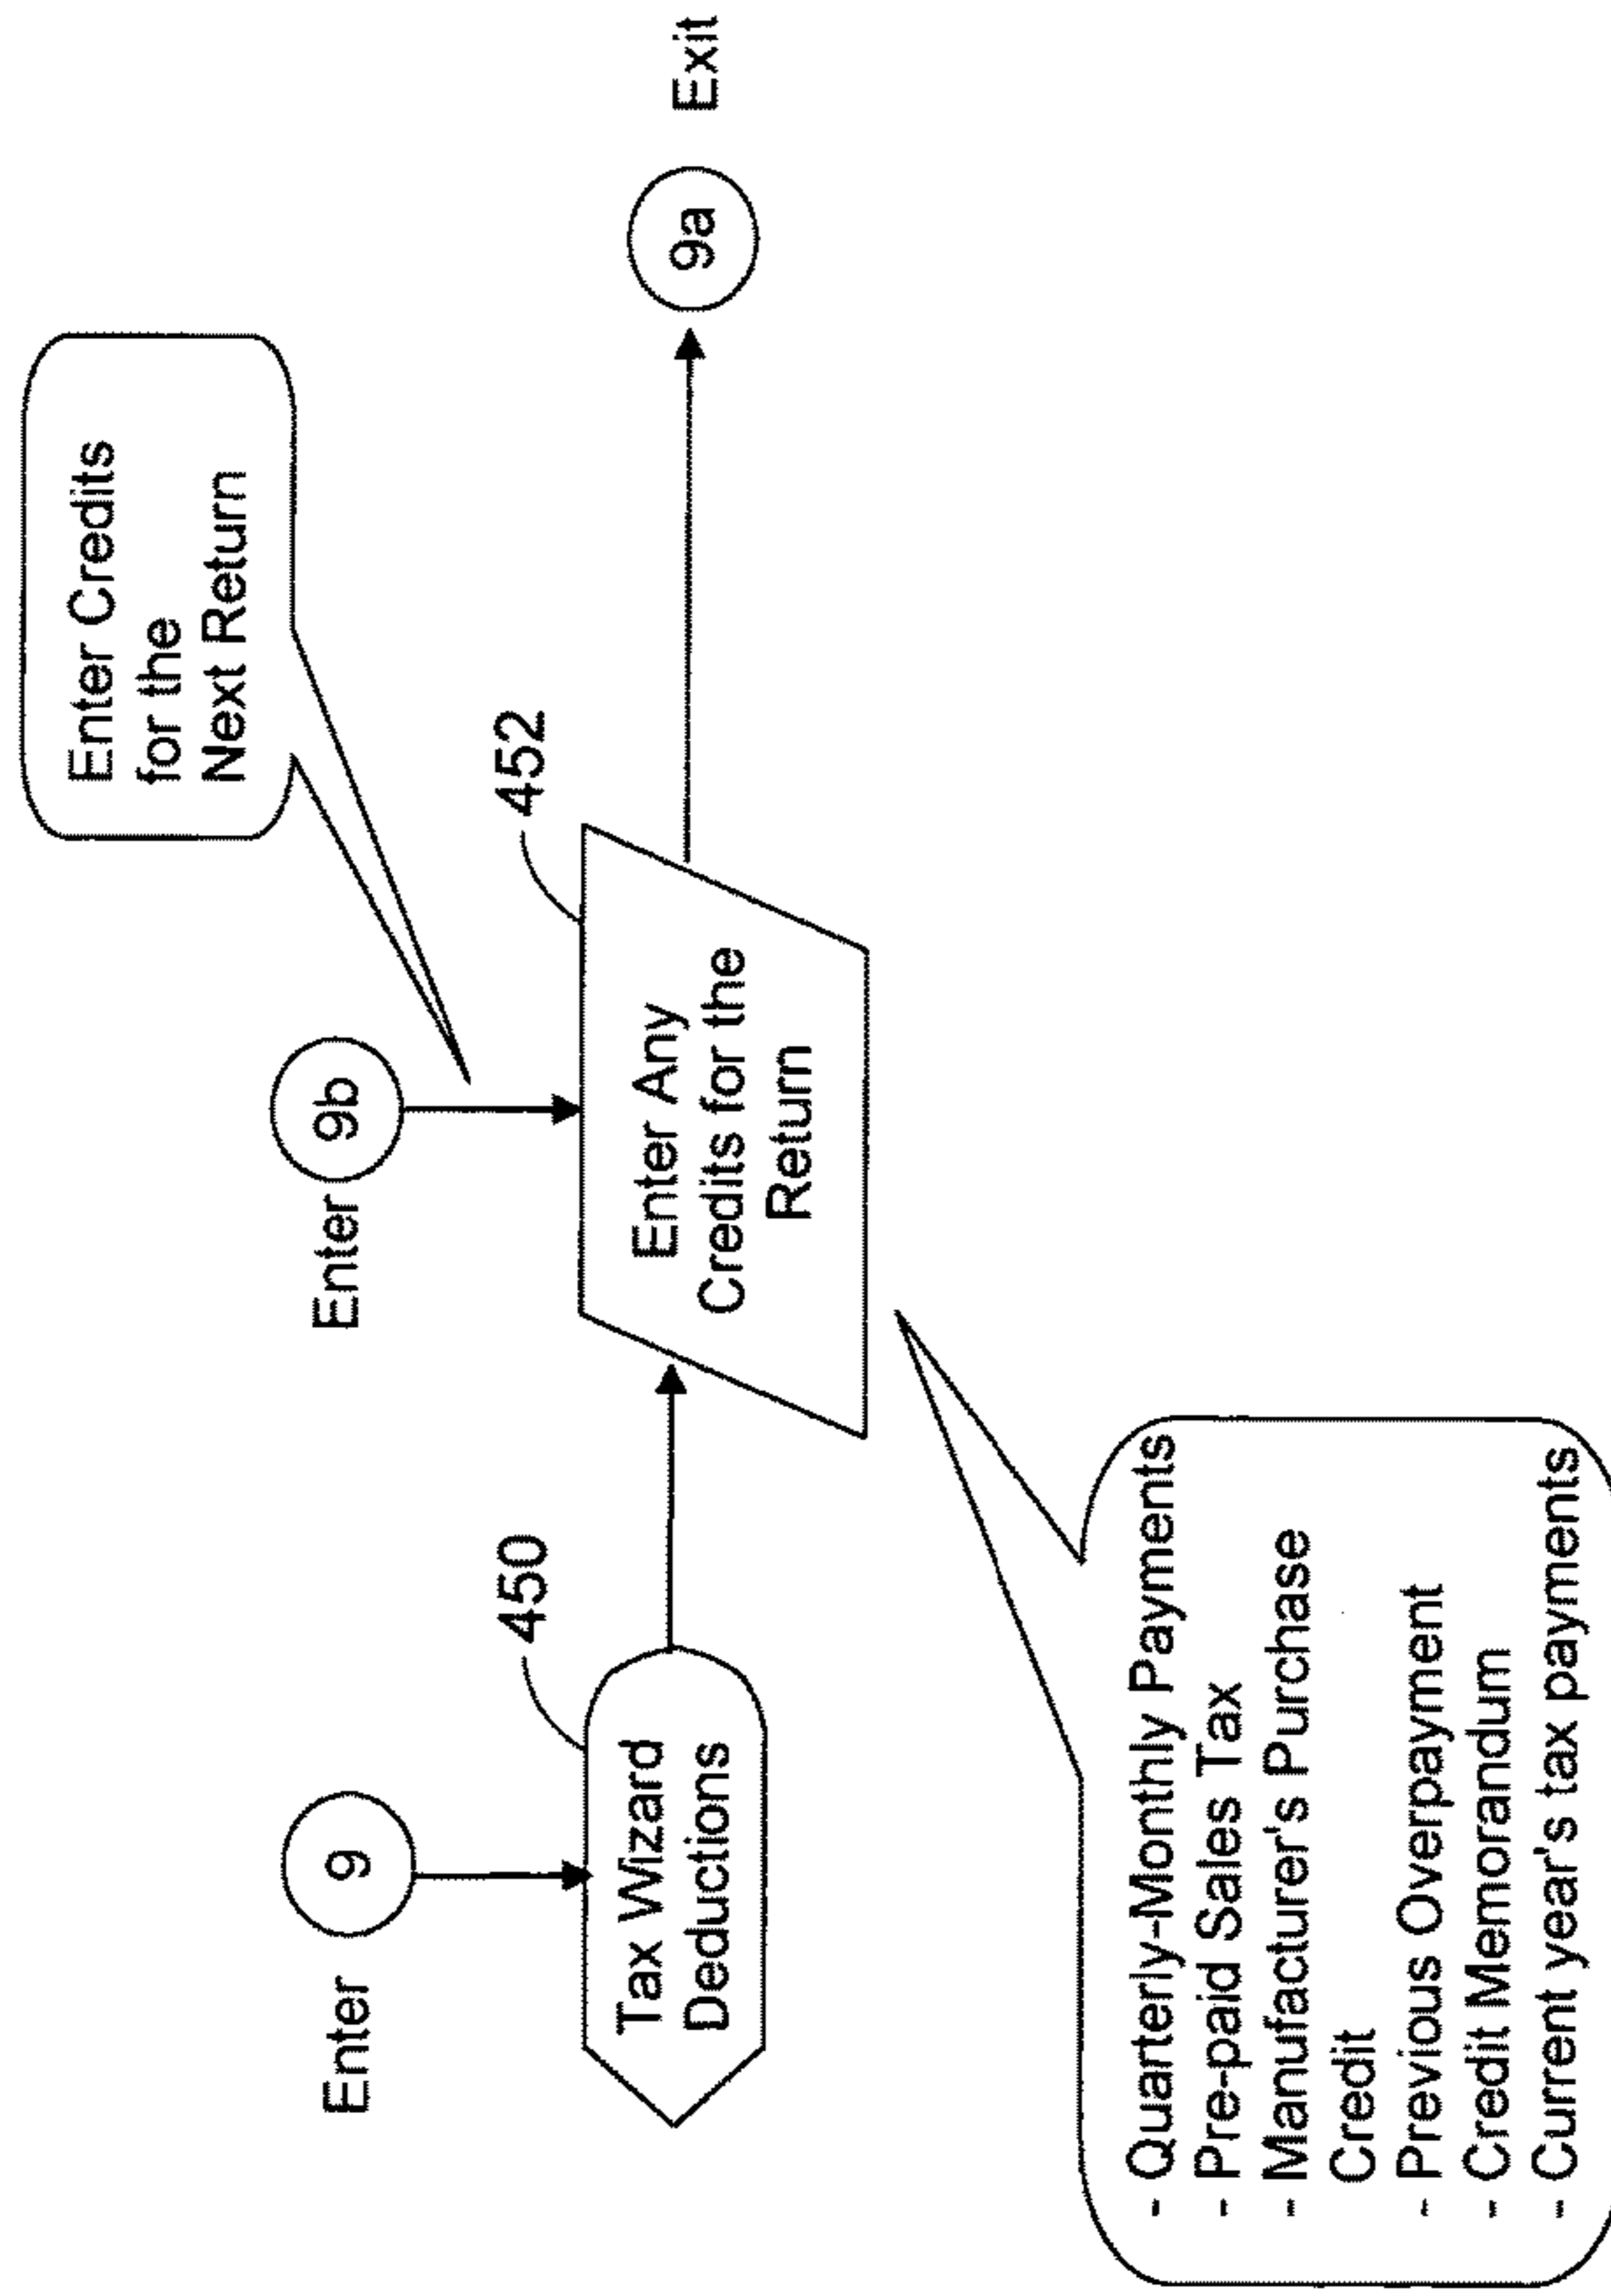 Enter Credits
for the
Next Return
Enter
9
Enter
9b
450
452
Tax Wizard
Deductions
Enter Any
Credits for the
Return
9a
Exit
- Quarterly-Monthly Payments
- Pre-paid Sales Tax
- Manufacturer's Purchase
Credit
- Previous Overpayment
- Credit Memorandum
- Current year's tax payments